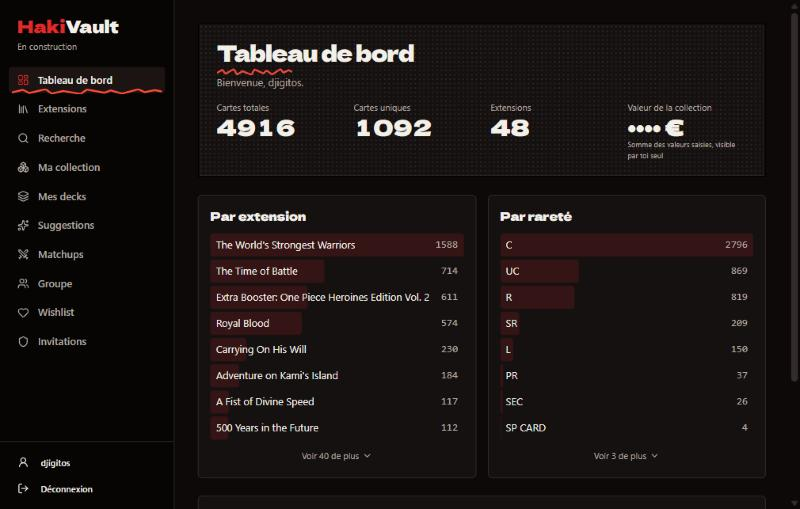 HakiVault
En construction
Tableau de bord
Extensions
Recherche
Ma collection
Mes decks
Suggestions
Matchups
Groupe
Wishlist
Invitations
djigitos
Déconnexion
Tableau de bord
Bienvenue, djigitos.
Cartes totales
4916
Cartes uniques
1092
Extensions
48
Valeur de la collection
•••• €
Somme des valeurs saisies, visible
par toi seul
Par extension
The World's Strongest Warriors 1588
The Time of Battle 714
Extra Booster: One Piece Heroines Edition Vol. 2 611
Royal Blood 574
Carrying On His Will 230
Adventure on Kami's Island 184
A Fist of Divine Speed 117
500 Years in the Future 112
Voir 40 de plus
Par rareté
C 2796
UC 869
R 819
SR 209
L 150
PR 37
SEC 26
SP CARD 4
Voir 3 de plus